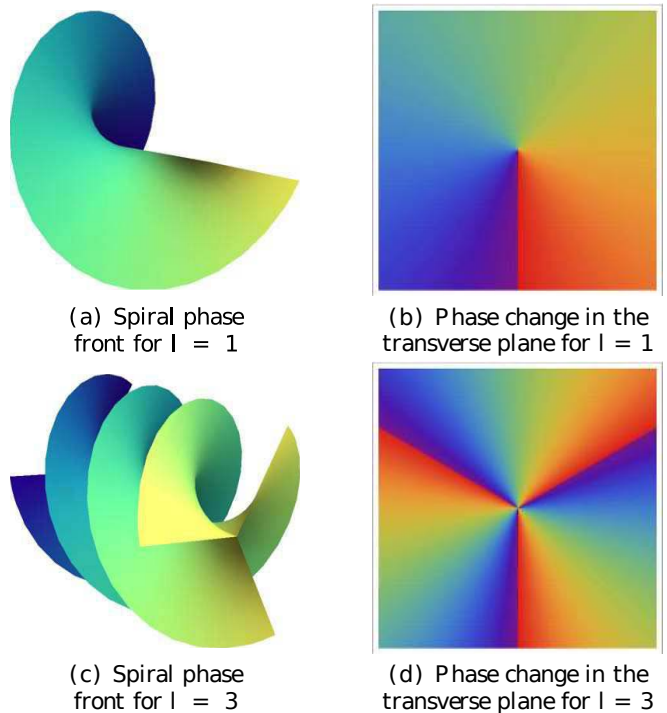 (a) Spiral phase
front for l = 1
(b) Phase change in the
transverse plane for l = 1
(c) Spiral phase
front for l = 3
(d) Phase change in the
transverse plane for l = 3